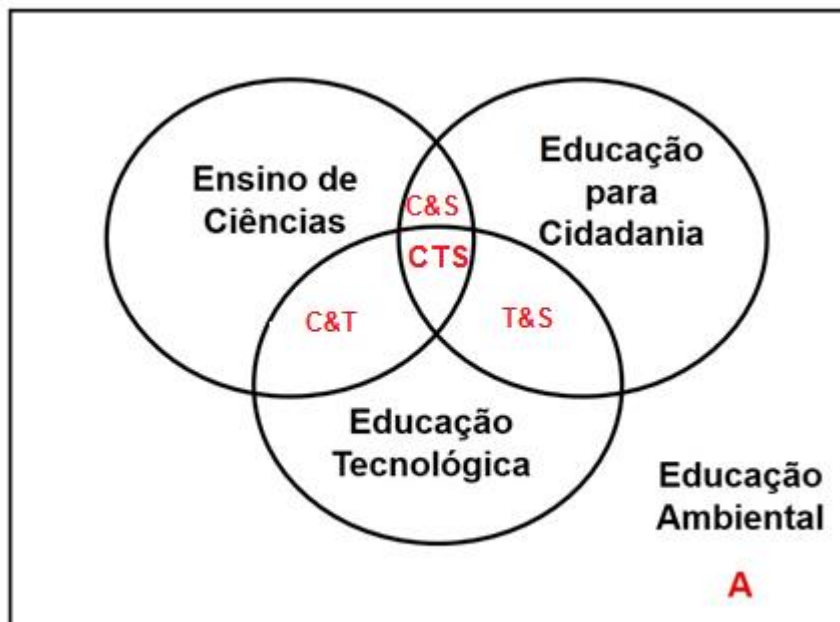 Ensino de
Ciências
Educação
para
Cidadania
C&S
CTS
C&T
T&S
Educação
Tecnológica
Educação
Ambiental
A